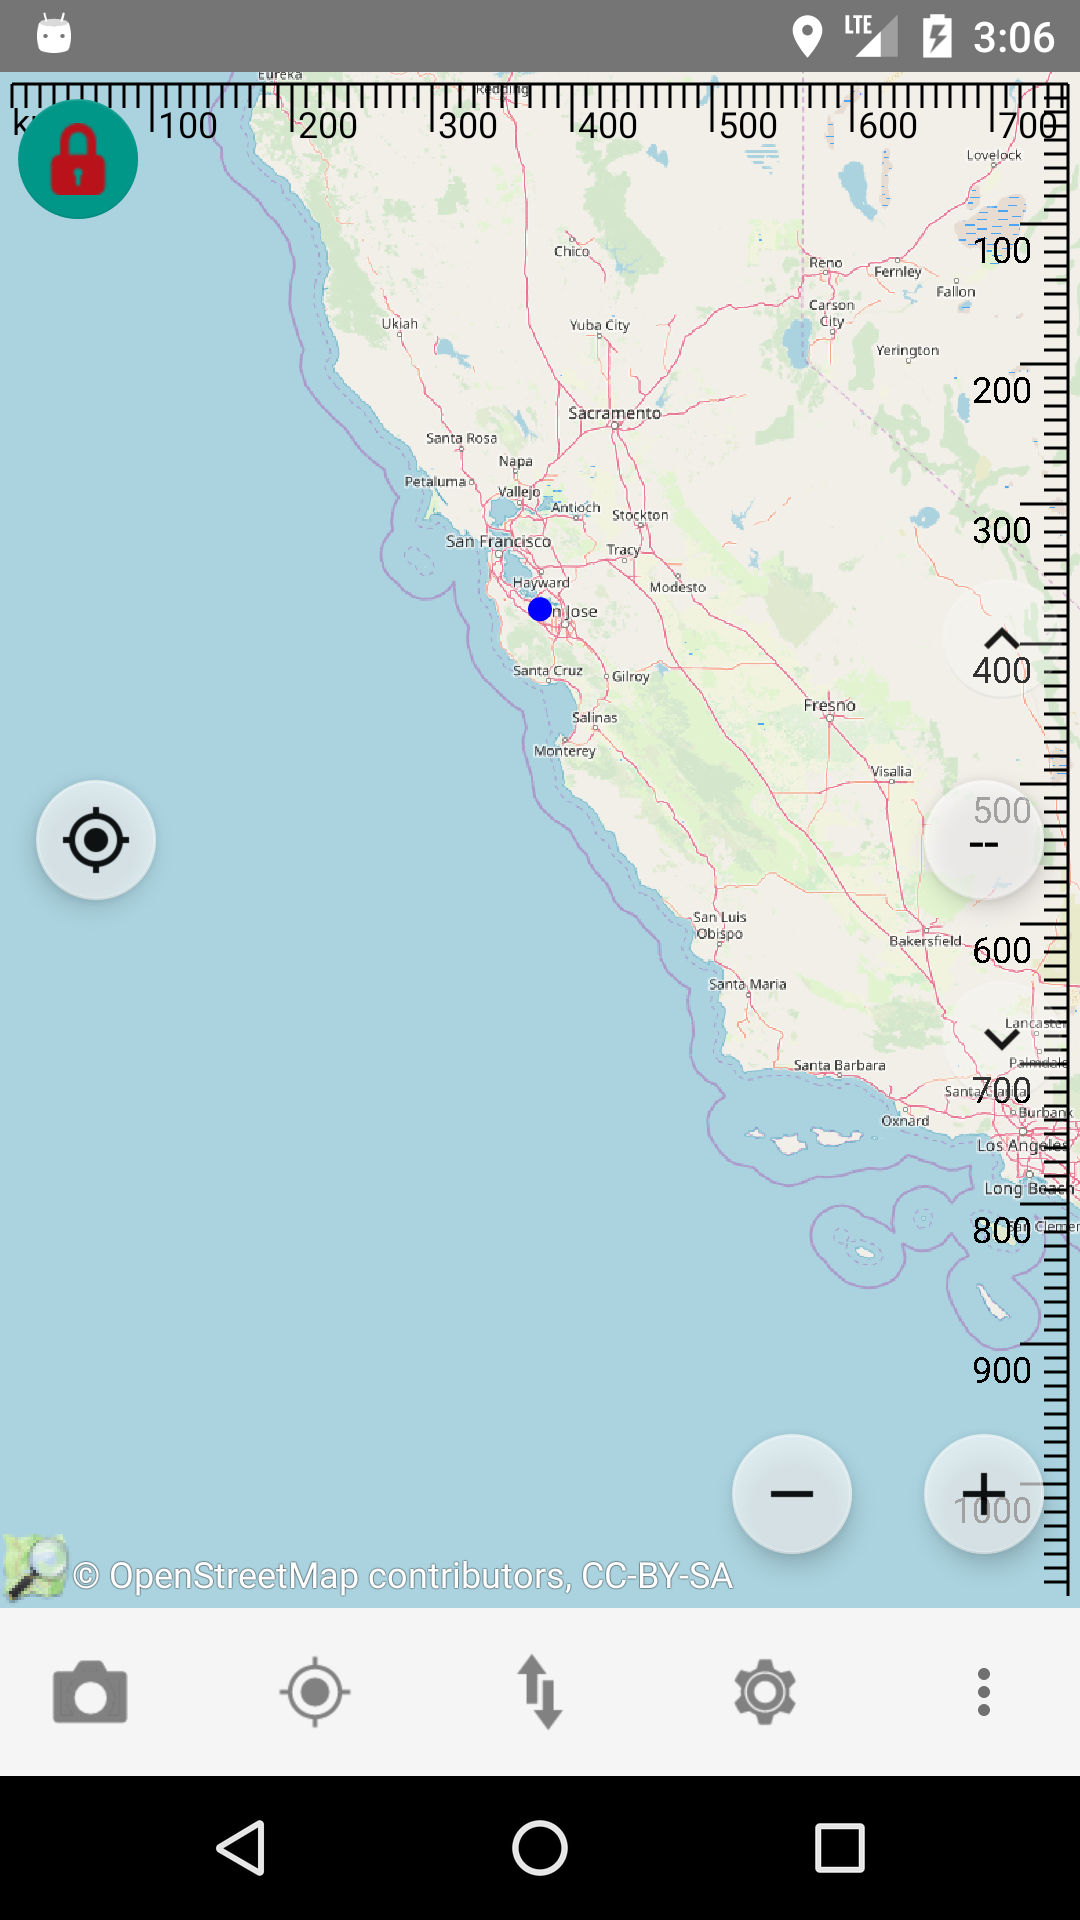 LTE 3:06
Eureka
Redding
100 200 300 400 500 600 700
Lovelock
100
Chico
Reno
Fernley
Fallon
Carson
City
Ukiah
Yuba City
Yerington
200
Sacramento
Santa Rosa
Napa
Petaluma
Vallejo
Antioch
Stockton
300
San Francisco
Tracy
Hayward
Modesto
n Jose
400
Santa Cruz
Gilroy
Fresno
Salinas
Monterey
Visalia
500
--
San Luis
Obispo
Bakersfield
600
Santa Maria
Lancaster
Santa Barbara
Palmdale
Santa Clarita
700
Burbank
Oxnard
Los Angeles
Long Beach
800
San Clemen
900
1000
© OpenStreetMap contributors, CC-BY-SA